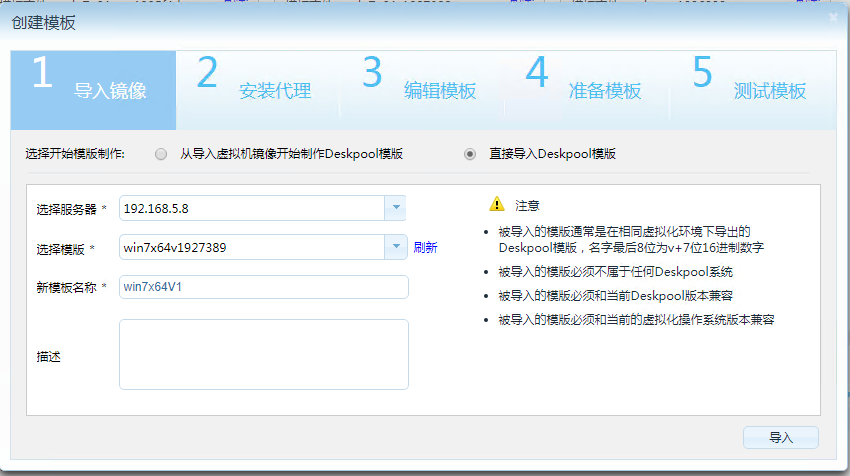 创建模板
1 导入镜像
2 安装代理
3 编辑模板
4 准备模板
5 测试模板
选择开始模版制作:
从导入虚拟机镜像开始制作Deskpool模版
直接导入Deskpool模版
选择服务器 *
192.168.5.8
选择模版 *
win7x64v1927389
刷新
新模板名称 *
win7x64V1
描述
注意
被导入的模版通常是在相同虚拟化环境下导出的
Deskpool模版，名字最后8位为v+7位16进制数字
被导入的模版必须不属于任何Deskpool系统
被导入的模版必须和当前Deskpool版本兼容
被导入的模版必须和当前的虚拟化操作系统版本兼容
导入